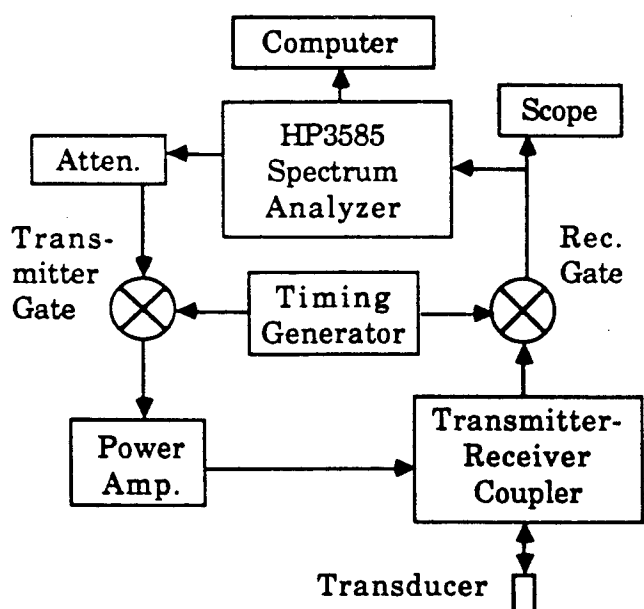 Computer
HP3585
Spectrum
Analyzer
Scope
Atten.
Trans-
mitter
Gate
Rec.
Gate
Timing
Generator
Power
Amp.
Transmitter-
Receiver
Coupler
Transducer